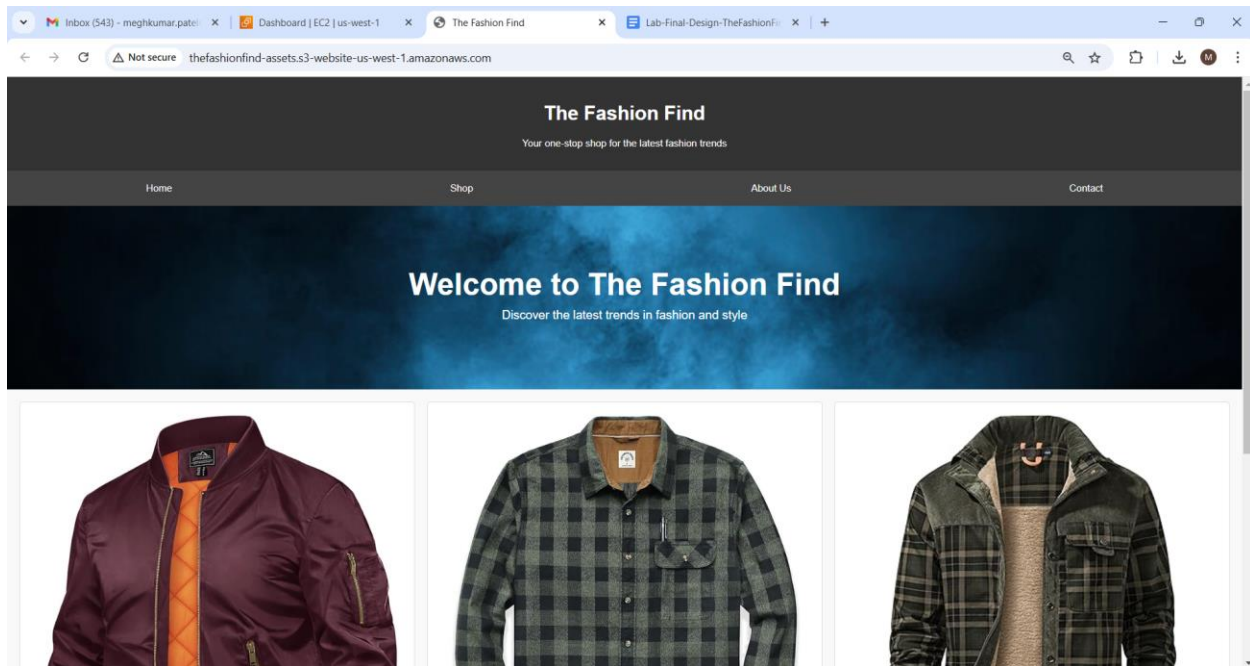 Inbox (543) - meghkumar.patel
Dashboard | EC2 | us-west-1
The Fashion Find
Lab-Final-Design-TheFashionFi
Not secure
thefashionfind-assets.s3-website-us-west-1.amazonaws.com
M
The Fashion Find
Your one-stop shop for the latest fashion trends
Home Shop About Us Contact
Welcome to The Fashion Find
Discover the latest trends in fashion and style